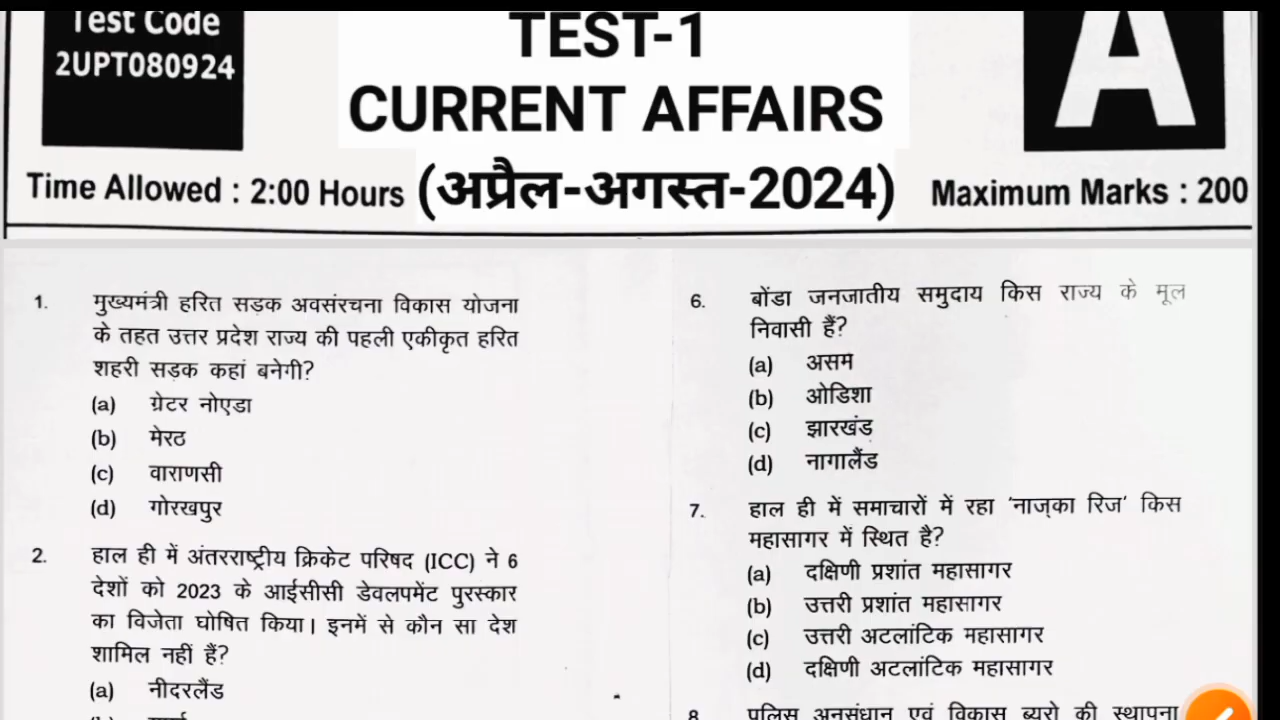 Test Code
2UPT080924
TEST-1
CURRENT AFFAIRS
(अप्रैल-अगस्त-2024)
A
Time Allowed : 2:00 Hours
Maximum Marks : 200
1. मुख्यमंत्री हरित सड़क अवसंरचना विकास योजना
के तहत उत्तर प्रदेश राज्य की पहली एकीकृत हरित
शहरी सड़क कहां बनेगी?
(a) ग्रेटर नोएडा
(b) मेरठ
(c) वाराणसी
(d) गोरखपुर
2. हाल ही में अंतरराष्ट्रीय क्रिकेट परिषद (ICC) ने 6
देशों को 2023 के आईसीसी डेवलपमेंट पुरस्कार
का विजेता घोषित किया। इनमें से कौन सा देश
शामिल नहीं हैं?
(a) नीदरलैंड
6. बोंडा जनजातीय समुदाय किस राज्य के मूल
निवासी हैं?
(a) असम
(b) ओडिशा
(c) झारखंड
(d) नागालैंड
7. हाल ही में समाचारों में रहा ‘नाज़्का रिज’ किस
महासागर में स्थित है?
(a) दक्षिणी प्रशांत महासागर
(b) उत्तरी प्रशांत महासागर
(c) उत्तरी अटलांटिक महासागर
(d) दक्षिणी अटलांटिक महासागर
8. पुलिस अनुसंधान एवं विकास ब्यूरो की स्थापना